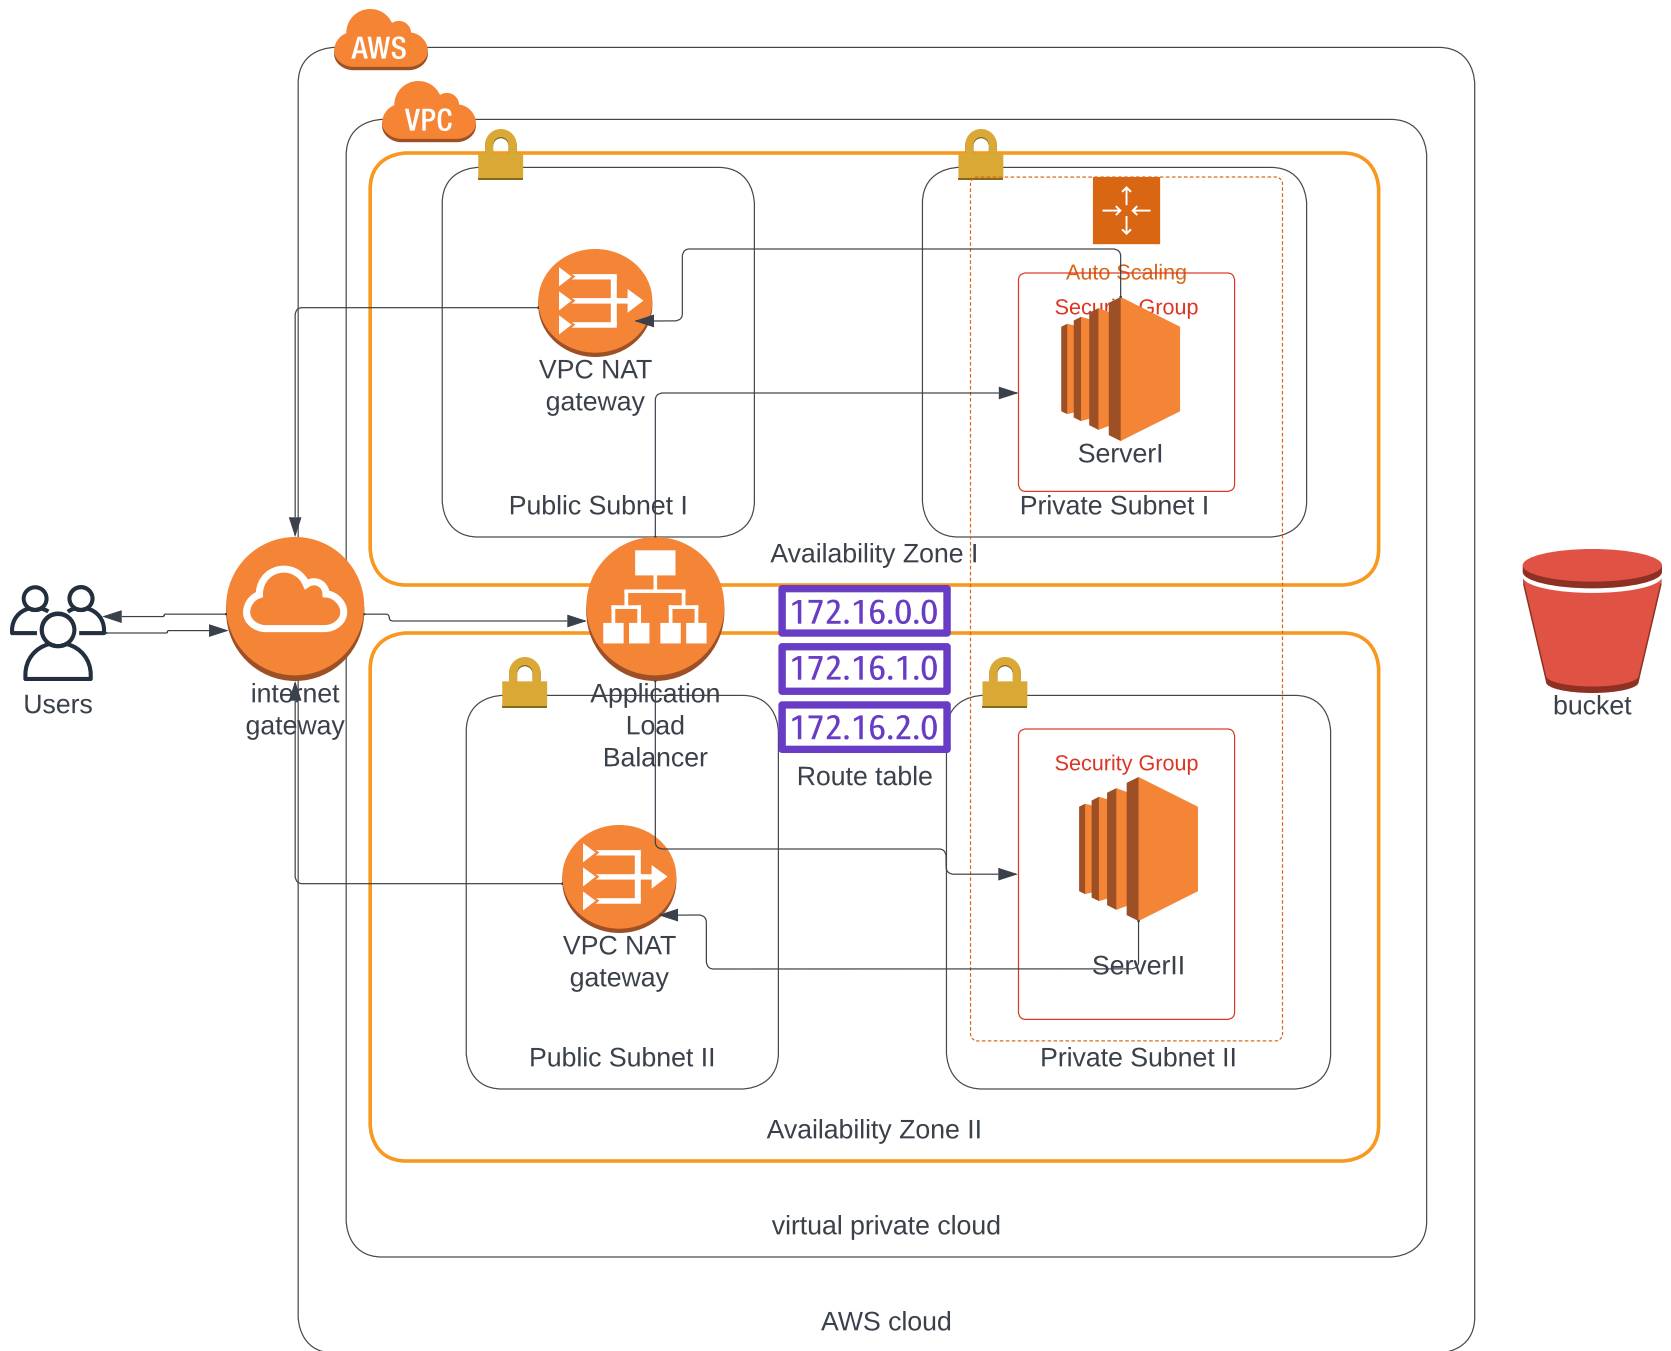 AWS
VPC
Auto Scaling
Security Group
VPC NAT
gateway
ServerI
Public Subnet I
Private Subnet I
Availability Zone I
172.16.0.0
172.16.1.0
172.16.2.0
Route table
Users
internet
gateway
Application
Load
Balancer
bucket
Security Group
VPC NAT
gateway
ServerII
Public Subnet II
Private Subnet II
Availability Zone II
virtual private cloud
AWS cloud